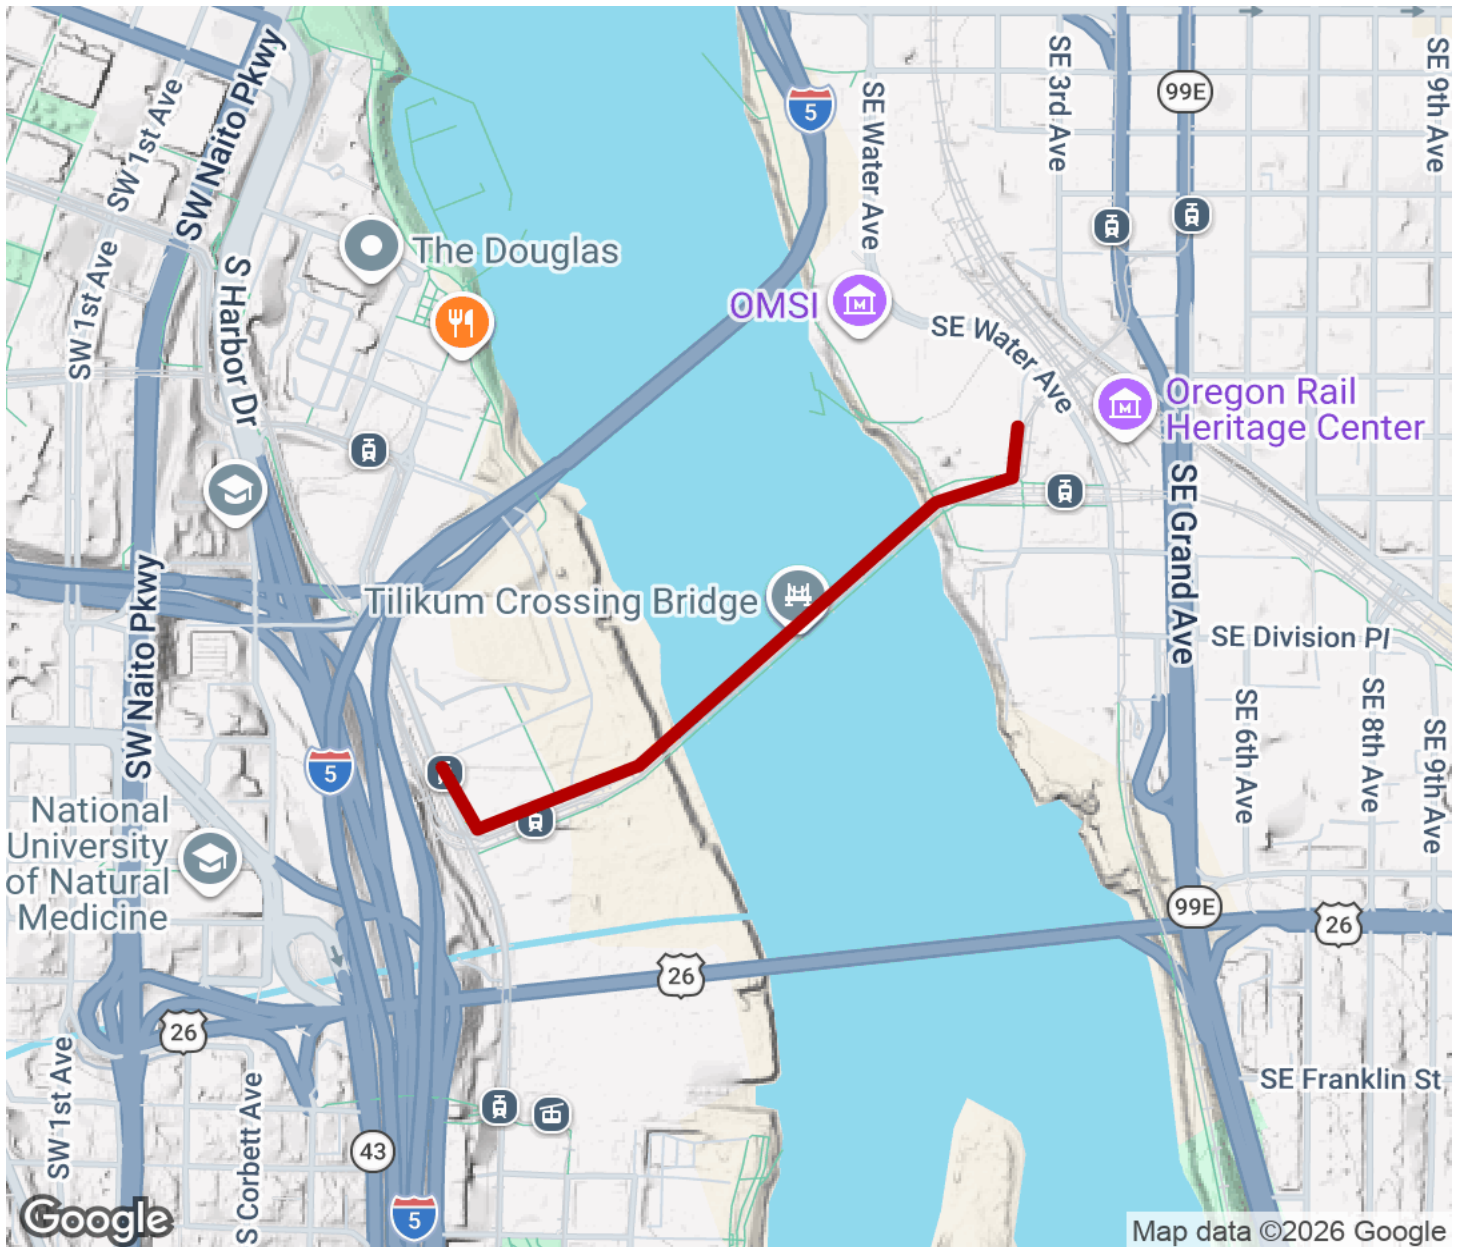 SW Naito Pkwy
SW 1st Ave
SW 1st Ave
S Harbor Dr
The Douglas
5
SE Water Ave
SE 3rd Ave
99E
SE 9th Ave
OMSI
SE Water Ave
Oregon Rail
Heritage Center
SE Grand Ave
Tilikum Crossing Bridge
SE Division Pl
SW Naito Pkwy
5
SE 6th Ave
SE 8th Ave
SE 9th Ave
National
University
of Natural
Medicine
99E
26
26
26
SW 1st Ave
S Corbett Ave
43
5
SE Franklin St
Google
Map data ©2026 Google